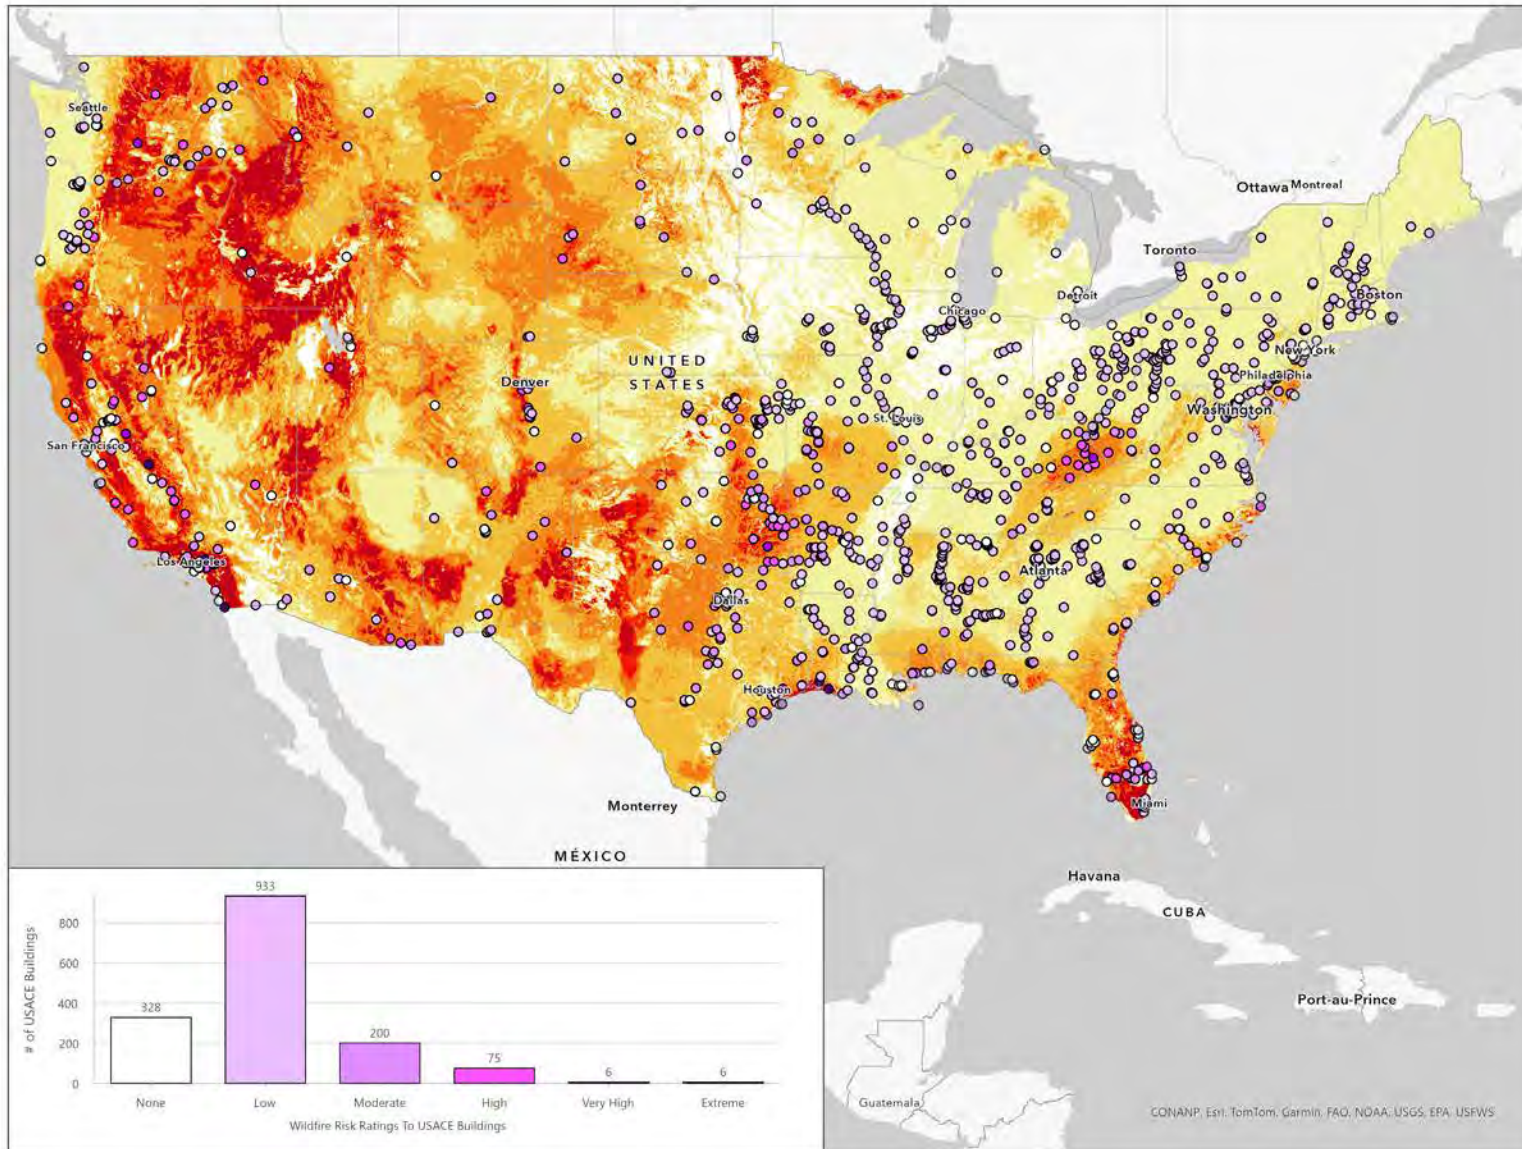 Seattle
Ottawa
Montreal
Toronto
Boston
Detroit
Chicago
New York
UNITED
STATES
Denver
Philadelphia
Washington
St. Louis
San Francisco
Los Angeles
Atlanta
Dallas
Houston
Monterrey
Miami
MÉXICO
Havana
CUBA
Port-au-Prince
Guatemala
CONANP, Esri, TomTom, Garmin, FAO, NOAA, USGS, EPA, USFWS
# of USACE Buildings
800
600
400
200
0
328
933
200
75
6
6
None
Low
Moderate
High
Very High
Extreme
Wildfire Risk Ratings To USACE Buildings